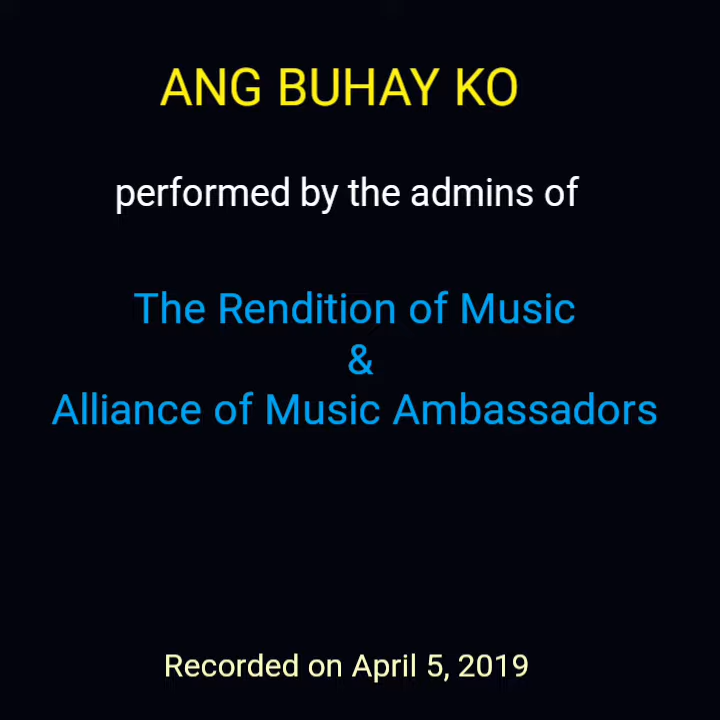 ANG BUHAY KO
performed by the admins of
The Rendition of Music
&
Alliance of Music Ambassadors
Recorded on April 5, 2019